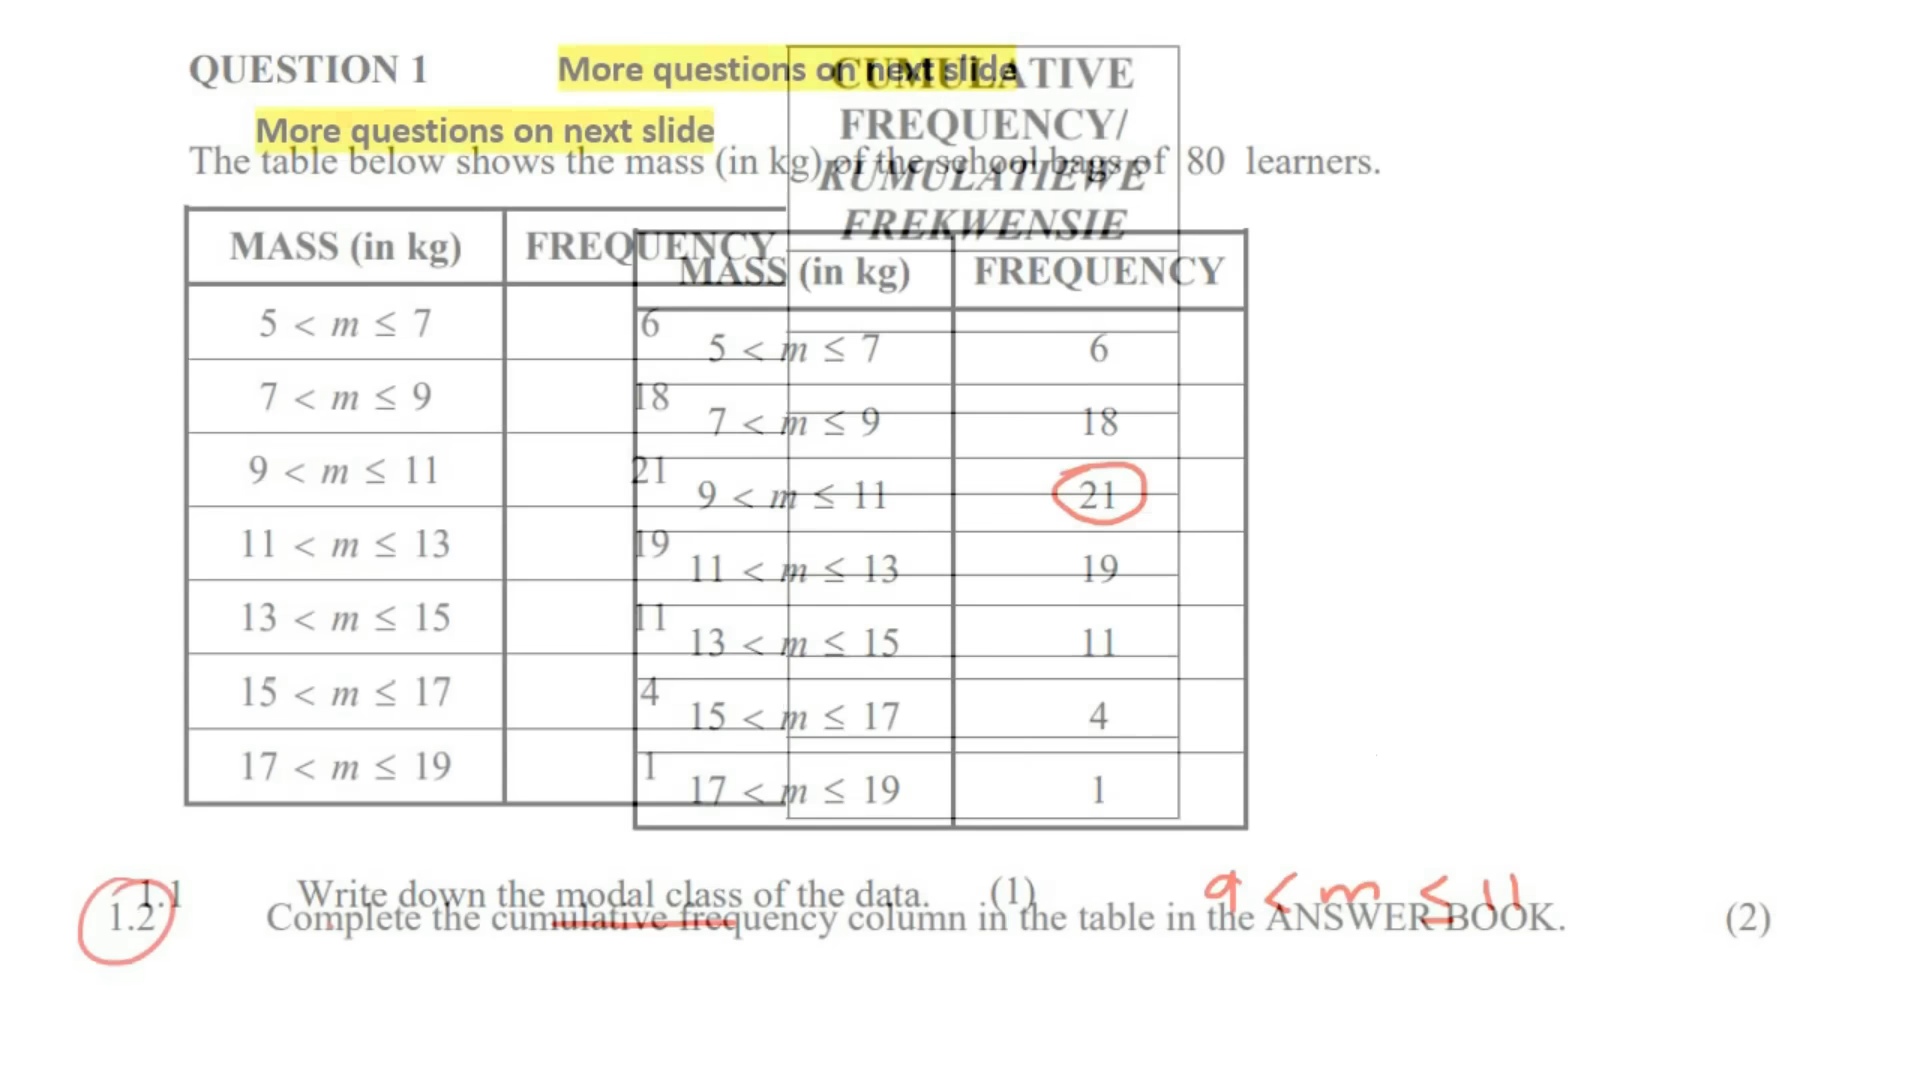 QUESTION 1
More questions on next slide
More questions on next slide
CUMULATIVE
FREQUENCY/
KUMULATIEWE
FREKWENSIE
The table below shows the mass (in kg) of the school bags of 80 learners.
MASS (in kg) FREQUENCY
5 < m ≤ 7 6
7 < m ≤ 9 18
9 < m ≤ 11 21
11 < m ≤ 13 19
13 < m ≤ 15 11
15 < m ≤ 17 4
17 < m ≤ 19 1
MASS (in kg) FREQUENCY
5 < m ≤ 7 6
7 < m ≤ 9 18
9 < m ≤ 11 21
11 < m ≤ 13 19
13 < m ≤ 15 11
15 < m ≤ 17 4
17 < m ≤ 19 1
1.1 Write down the modal class of the data. (1) 9 < m ≤ 11
1.2 Complete the cumulative frequency column in the table in the ANSWER BOOK. (2)